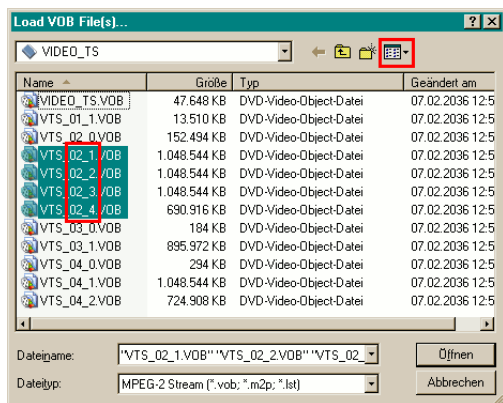 Load VOB File(s)...
VIDEO_TS
Name Größe Typ Geändert am
VIDEO_TS.VOB 47.648 KB DVD-Video-Object-Datei 07.02.2036 12:5
VTS_01_1.VOB 13.510 KB DVD-Video-Object-Datei 07.02.2036 12:5
VTS_02_0.VOB 152.494 KB DVD-Video-Object-Datei 07.02.2036 12:5
VTS_02_1.VOB 1.048.544 KB DVD-Video-Object-Datei 07.02.2036 12:5
VTS_02_2.VOB 1.048.544 KB DVD-Video-Object-Datei 07.02.2036 12:5
VTS_02_3.VOB 1.048.544 KB DVD-Video-Object-Datei 07.02.2036 12:5
VTS_02_4.VOB 690.916 KB DVD-Video-Object-Datei 07.02.2036 12:5
VTS_03_0.VOB 184 KB DVD-Video-Object-Datei 07.02.2036 12:5
VTS_03_1.VOB 895.972 KB DVD-Video-Object-Datei 07.02.2036 12:5
VTS_04_0.VOB 294 KB DVD-Video-Object-Datei 07.02.2036 12:5
VTS_04_1.VOB 1.048.544 KB DVD-Video-Object-Datei 07.02.2036 12:5
VTS_04_2.VOB 724.908 KB DVD-Video-Object-Datei 07.02.2036 12:5
Dateiname: "VTS_02_1.VOB" "VTS_02_2.VOB" "VTS_02_ Öffnen
Dateityp: MPEG-2 Stream (*.vob; *.m2p; *.lst) Abbrechen